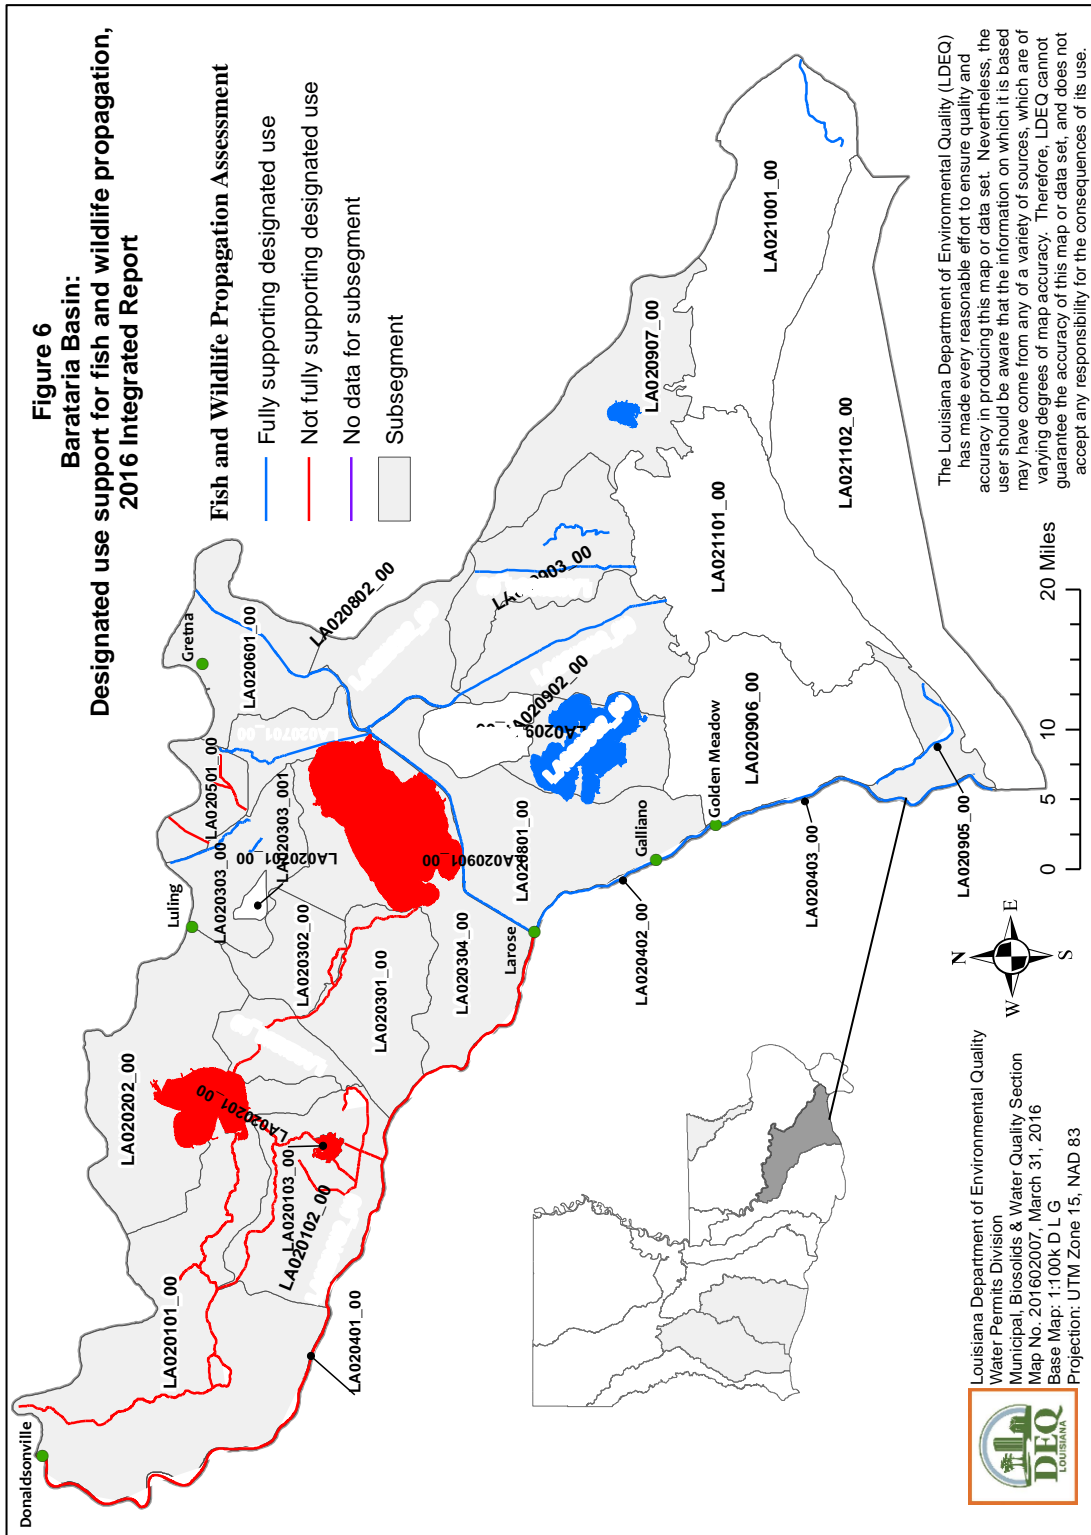 Figure 6
Barataria Basin:
Designated use support for fish and wildlife propagation,
2016 Integrated Report
Fish and Wildlife Propagation Assessment
Fully supporting designated use
Not fully supporting designated use
No data for subsegment
Subsegment
Donaldsonville
LA020101_00
LA020401_00
LA020102_00
LA020103_00
LA020201_00
LA020202_00
Luling
LA020303_00
LA020303_001
LA020302_00
LA020301_00
LA020304_00
Larose
LA020501_00
LA020701_00
LA020601_00
Gretna
LA020802_00
LA020901_00
LA020801_00
LA020902_00
LA020907_00
Galliano
Golden Meadow
LA020402_00
LA020403_00
LA020906_00
LA020905_00
LA021101_00
LA021102_00
LA021001_00
The Louisiana Department of Environmental Quality (LDEQ)
has made every reasonable effort to ensure quality and
accuracy in producing this map or data set. Nevertheless, the
user should be aware that the information on which it is based
may have come from any of a variety of sources, which are of
varying degrees of map accuracy. Therefore, LDEQ cannot
guarantee the accuracy of this map or data set, and does not
accept any responsibility for the consequences of its use.
0 5 10 20 Miles
N
W E
S
Louisiana Department of Environmental Quality
Water Permits Division
Municipal, Biosolids & Water Quality Section
Map No. 201602007, March 31, 2016
Base Map: 1:100k D L G
Projection: UTM Zone 15, NAD 83
DEQ
LOUISIANA